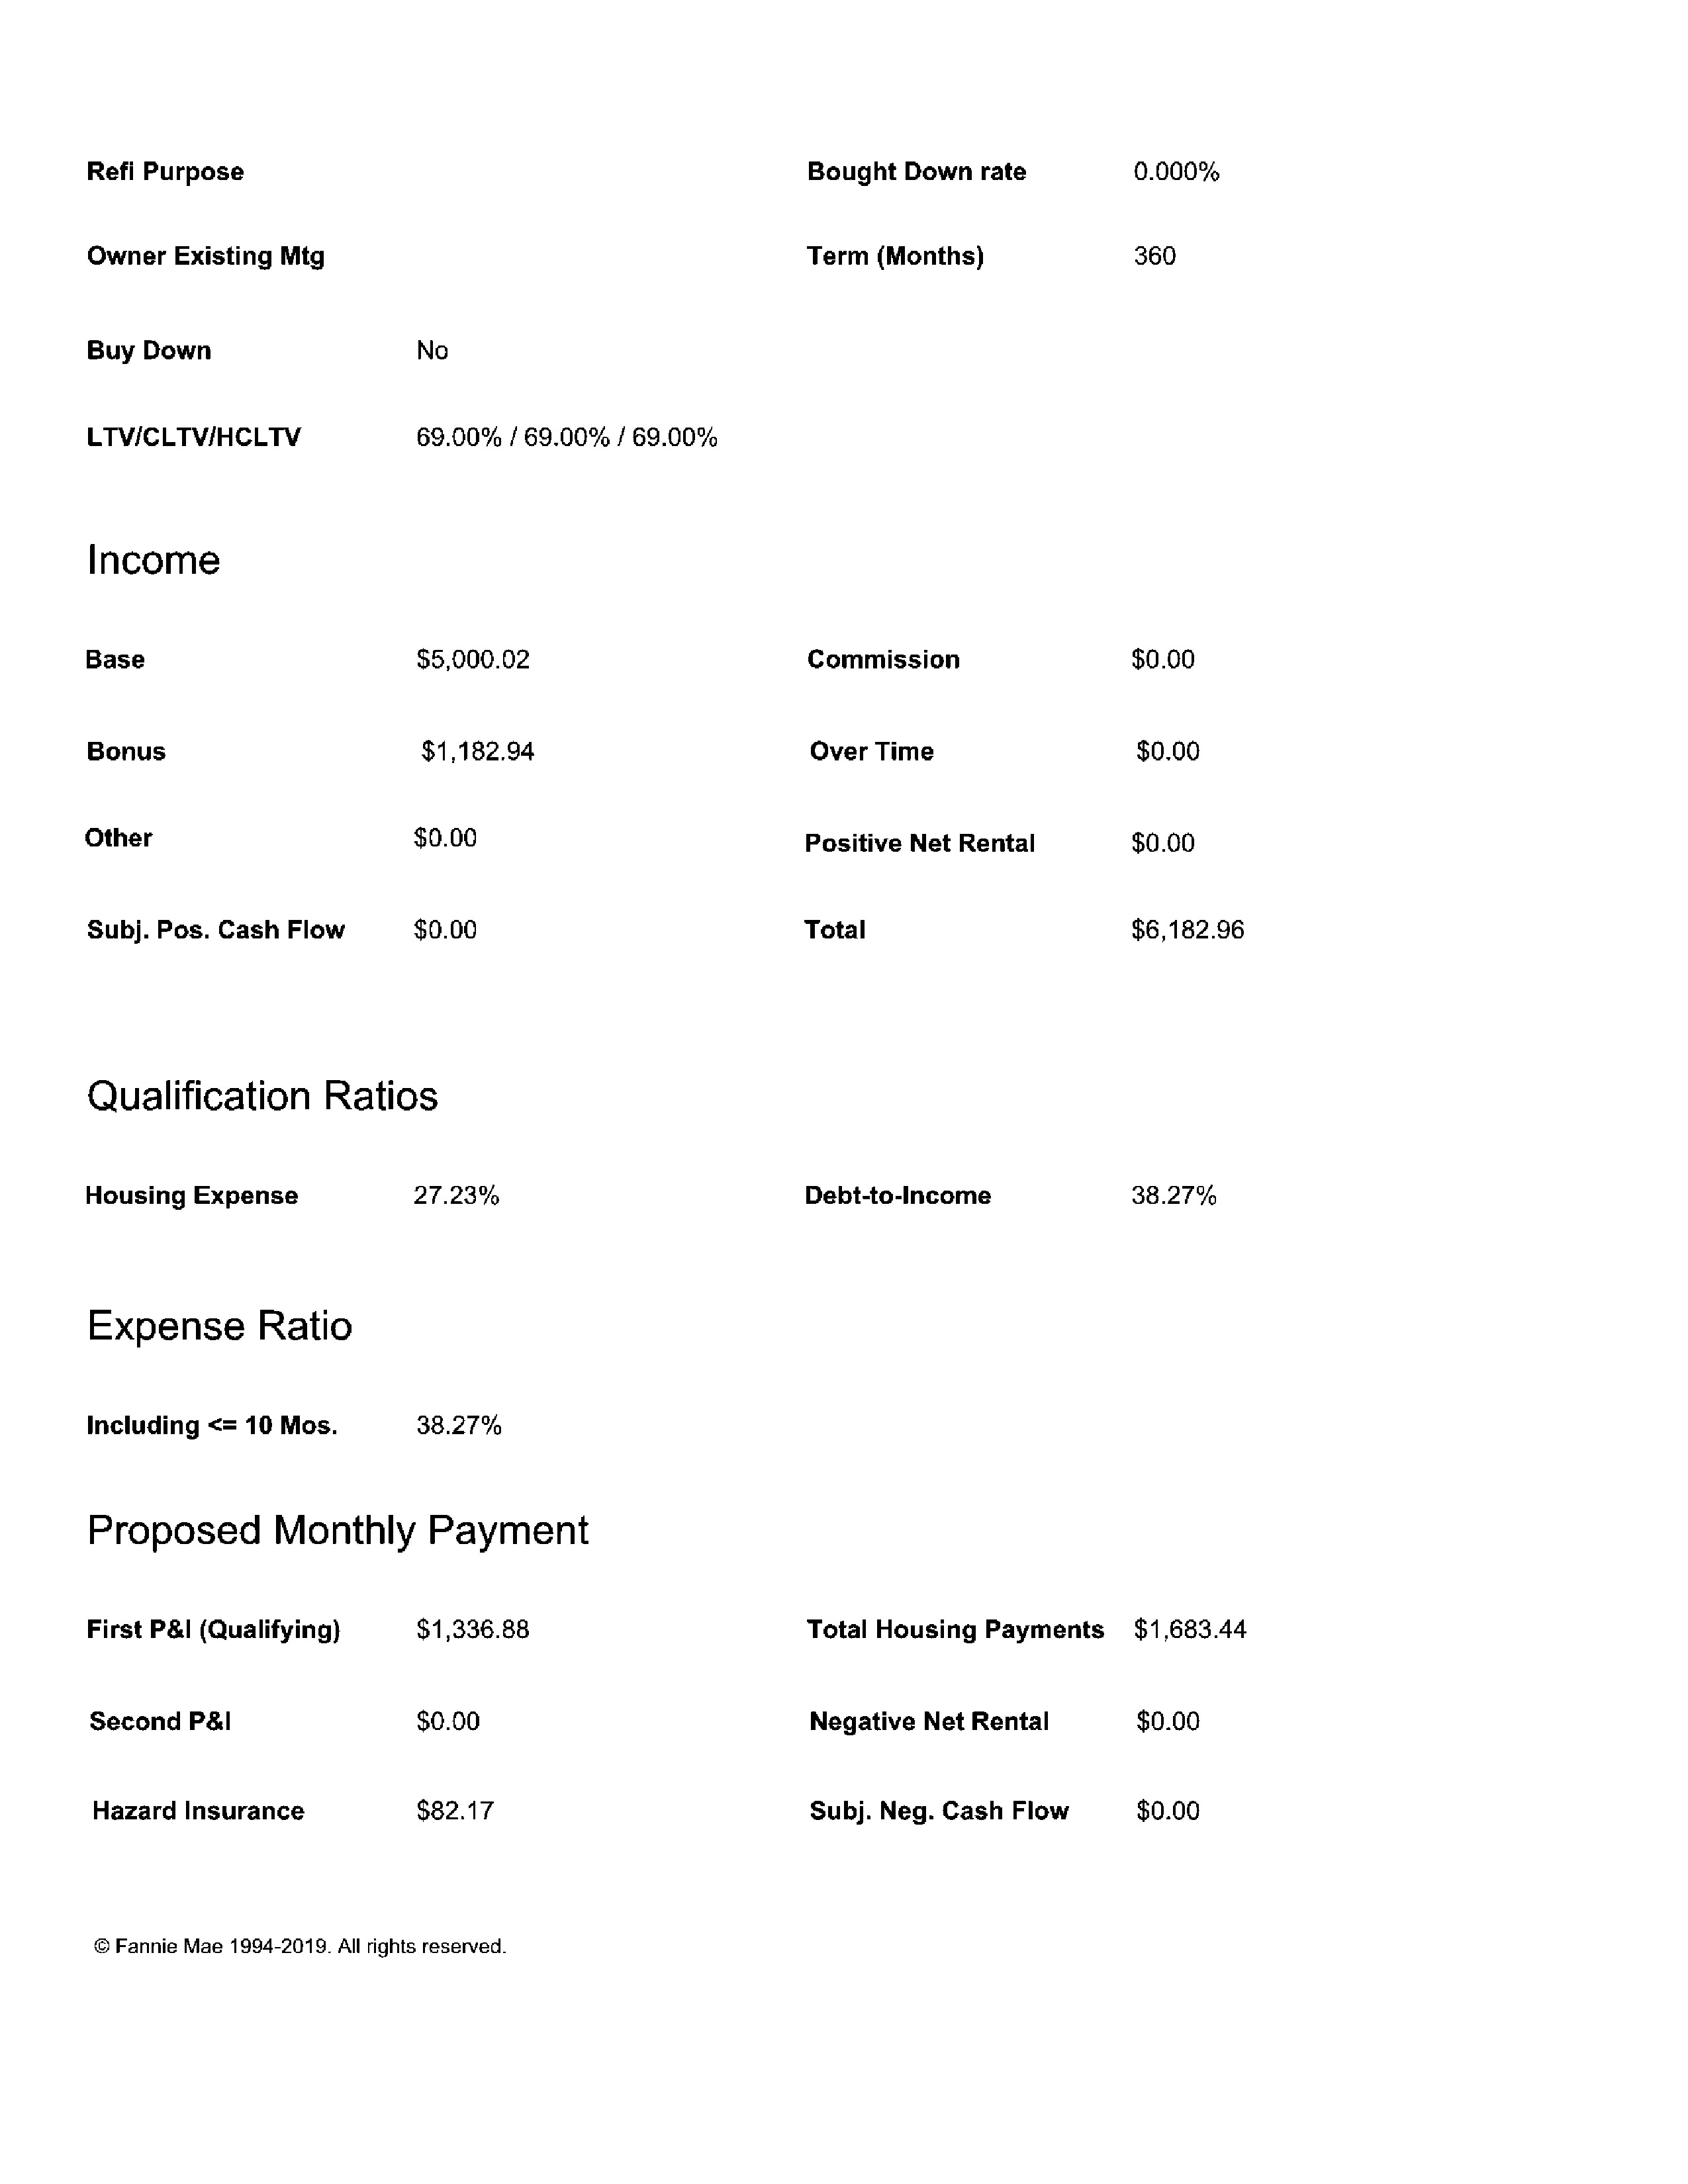 Refi Purpose Bought Down rate 0.000%
Owner Existing Mtg Term (Months) 360
Buy Down No
LTV/CLTV/HCLTV 69.00% / 69.00% / 69.00%
Income
Base $5,000.02 Commission $0.00
Bonus $1,182.94 Over Time $0.00
Other $0.00 Positive Net Rental $0.00
Subj. Pos. Cash Flow $0.00 Total $6,182.96
Qualification Ratios
Housing Expense 27.23% Debt-to-Income 38.27%
Expense Ratio
Including <= 10 Mos. 38.27%
Proposed Monthly Payment
First P&I (Qualifying) $1,336.88 Total Housing Payments $1,683.44
Second P&I $0.00 Negative Net Rental $0.00
Hazard Insurance $82.17 Subj. Neg. Cash Flow $0.00
© Fannie Mae 1994-2019. All rights reserved.